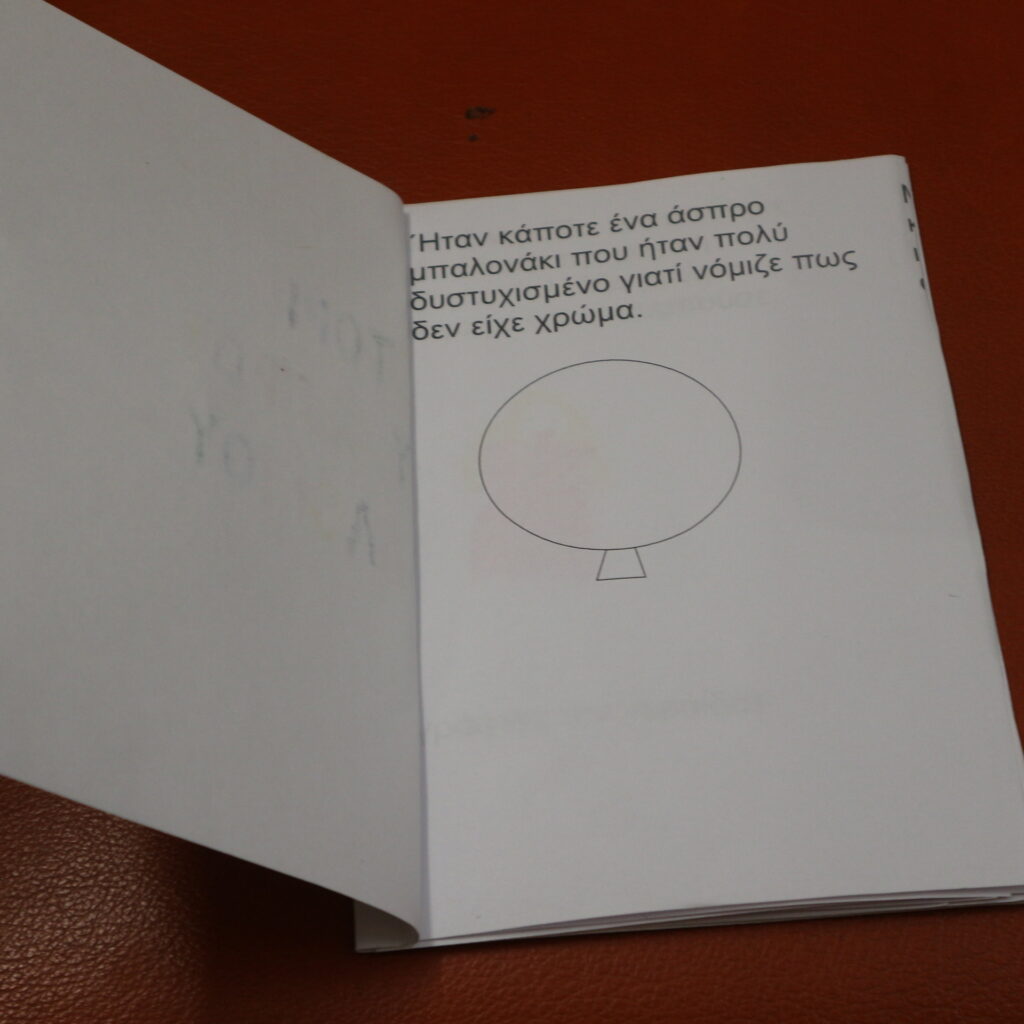 Ήταν κάποτε ένα άσπρο
μπαλονάκι που ήταν πολύ
δυστυχισμένο γιατί νόμιζε πως
δεν είχε χρώμα.